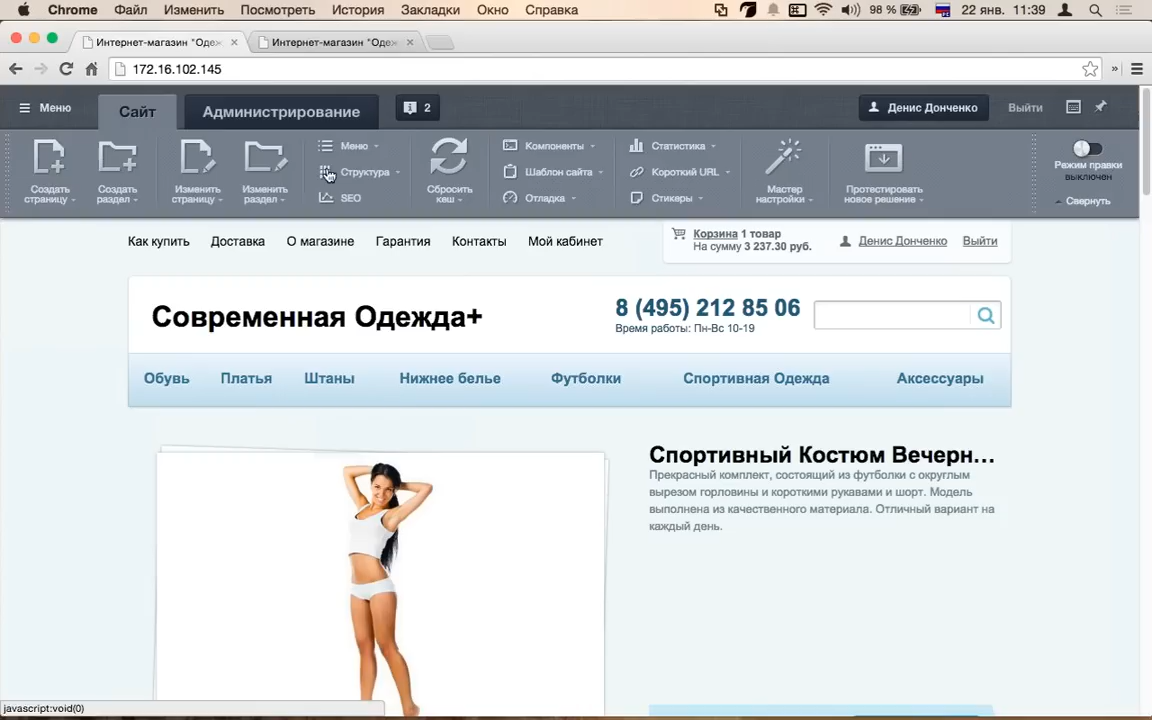 Chrome Файл Изменить Посмотреть История Закладки Окно Справка 98 % 22 янв. 11:39
Интернет-магазин "Одеж
Интернет-магазин "Одеж
172.16.102.145
Меню Сайт Администрирование 2 Денис Донченко Выйти
Создать страницу
Создать раздел
Изменить страницу
Изменить раздел
Меню
Структура
SEO
Сбросить кеш
Компоненты
Шаблон сайта
Отладка
Статистика
Короткий URL
Стикеры
Мастер настройки
Протестировать новое решение
Режим правки
выключен
Свернуть
Как купить Доставка О магазине Гарантия Контакты Мой кабинет
Корзина 1 товар
На сумму 3 237.30 руб.
Денис Донченко Выйти
Современная Одежда+
8 (495) 212 85 06
Время работы: Пн-Вс 10-19
Обувь Платья Штаны Нижнее белье Футболки Спортивная Одежда Аксессуары
Спортивный Костюм Вечерн...
Прекрасный комплект, состоящий из футболки с округлым
вырезом горловины и короткими рукавами и шорт. Модель
выполнена из качественного материала. Отличный вариант на
каждый день.
javascript:void(0)